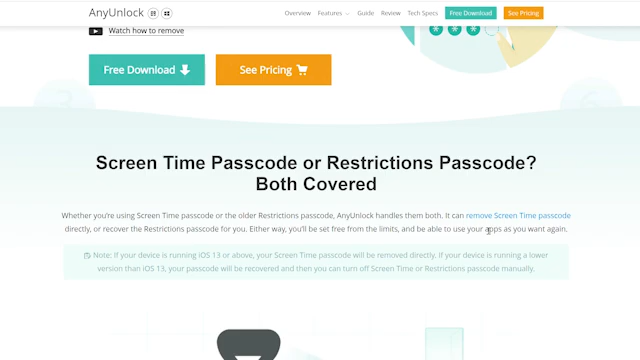 AnyUnlock
Overview Features Guide Review Tech Specs Free Download See Pricing
Watch how to remove
Free Download See Pricing
Screen Time Passcode or Restrictions Passcode?
Both Covered
Whether you're using Screen Time passcode or the older Restrictions passcode, AnyUnlock handles them both. It can remove Screen Time passcode
directly, or recover the Restrictions passcode for you. Either way, you'll be set free from the limits, and be able to use your apps as you want again.
Note: If your device is running iOS 13 or above, your Screen Time passcode will be removed directly. If your device is running a lower
version than iOS 13, your passcode will be recovered and then you can turn off Screen Time or Restrictions passcode manually.